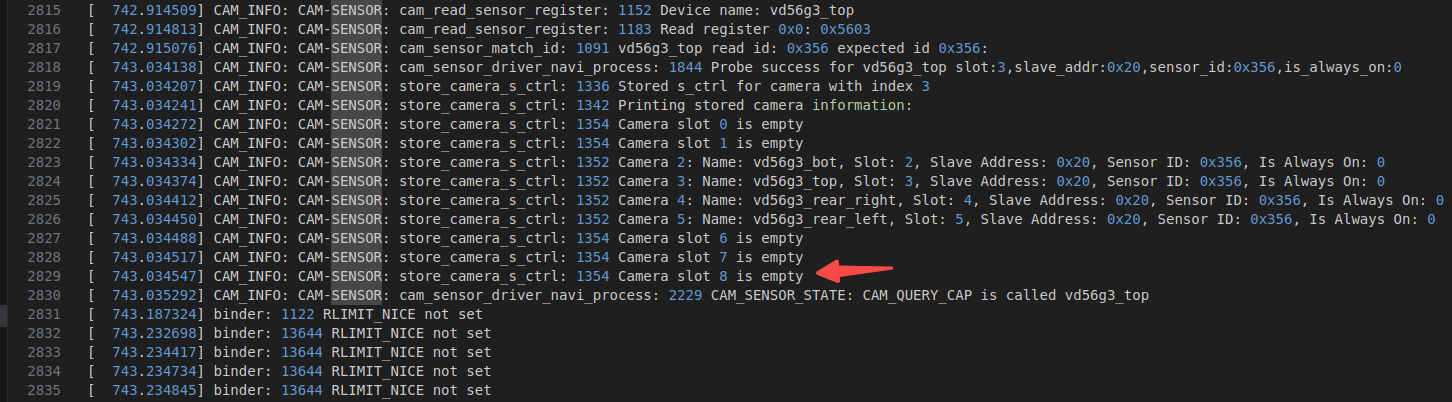 2815 [  742.914509] CAM_INFO: CAM-SENSOR: cam_read_sensor_register: 1152 Device name: vd56g3_top
2816 [  742.914813] CAM_INFO: CAM-SENSOR: cam_read_sensor_register: 1183 Read register 0x0: 0x5603
2817 [  742.915076] CAM_INFO: CAM-SENSOR: cam_sensor_match_id: 1091 vd56g3_top read id: 0x356 expected id 0x356:
2818 [  743.034138] CAM_INFO: CAM-SENSOR: cam_sensor_driver_navi_process: 1844 Probe success for vd56g3_top slot:3,slave_addr:0x20,sensor_id:0x356,is_always_on:0
2819 [  743.034207] CAM_INFO: CAM-SENSOR: store_camera_s_ctrl: 1336 Stored s_ctrl for camera with index 3
2820 [  743.034241] CAM_INFO: CAM-SENSOR: store_camera_s_ctrl: 1342 Printing stored camera information:
2821 [  743.034272] CAM_INFO: CAM-SENSOR: store_camera_s_ctrl: 1354 Camera slot 0 is empty
2822 [  743.034302] CAM_INFO: CAM-SENSOR: store_camera_s_ctrl: 1354 Camera slot 1 is empty
2823 [  743.034334] CAM_INFO: CAM-SENSOR: store_camera_s_ctrl: 1352 Camera 2: Name: vd56g3_bot, Slot: 2, Slave Address: 0x20, Sensor ID: 0x356, Is Always On: 0
2824 [  743.034374] CAM_INFO: CAM-SENSOR: store_camera_s_ctrl: 1352 Camera 3: Name: vd56g3_top, Slot: 3, Slave Address: 0x20, Sensor ID: 0x356, Is Always On: 0
2825 [  743.034412] CAM_INFO: CAM-SENSOR: store_camera_s_ctrl: 1352 Camera 4: Name: vd56g3_rear_right, Slot: 4, Slave Address: 0x20, Sensor ID: 0x356, Is Always On: 0
2826 [  743.034450] CAM_INFO: CAM-SENSOR: store_camera_s_ctrl: 1352 Camera 5: Name: vd56g3_rear_left, Slot: 5, Slave Address: 0x20, Sensor ID: 0x356, Is Always On: 0
2827 [  743.034488] CAM_INFO: CAM-SENSOR: store_camera_s_ctrl: 1354 Camera slot 6 is empty
2828 [  743.034517] CAM_INFO: CAM-SENSOR: store_camera_s_ctrl: 1354 Camera slot 7 is empty
2829 [  743.034547] CAM_INFO: CAM-SENSOR: store_camera_s_ctrl: 1354 Camera slot 8 is empty
2830 [  743.035292] CAM_INFO: CAM-SENSOR: cam_sensor_driver_navi_process: 2229 CAM_SENSOR_STATE: CAM_QUERY_CAP is called vd56g3_top
2831 [  743.187324] binder: 1122 RLIMIT_NICE not set
2832 [  743.232698] binder: 13644 RLIMIT_NICE not set
2833 [  743.234417] binder: 13644 RLIMIT_NICE not set
2834 [  743.234734] binder: 13644 RLIMIT_NICE not set
2835 [  743.234845] binder: 13644 RLIMIT_NICE not set